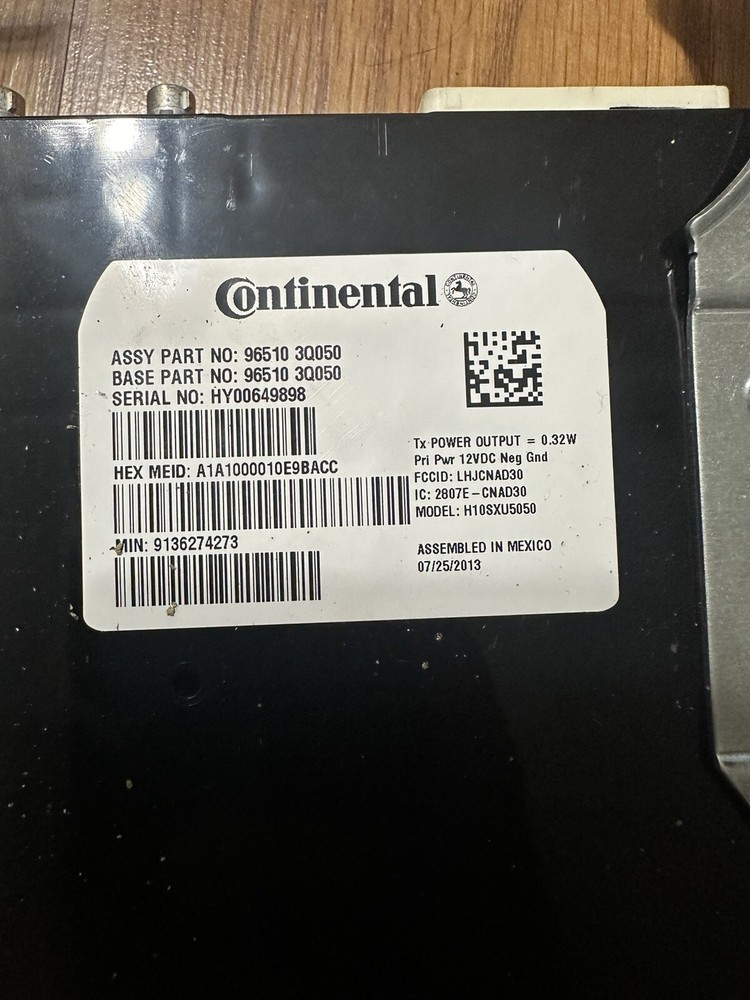 Continental
ASSY PART NO: 96510 3Q050
BASE PART NO: 96510 3Q050
SERIAL NO: HY00649898
HEX MEID: A1A1000010E9BACC
MIN: 9136274273
Tx POWER OUTPUT = 0.32W
Pri Pwr 12VDC Neg Gnd
FCCID: LHJCNAD30
IC: 2807E-CNAD30
MODEL: H10SXU5050
ASSEMBLED IN MEXICO
07/25/2013